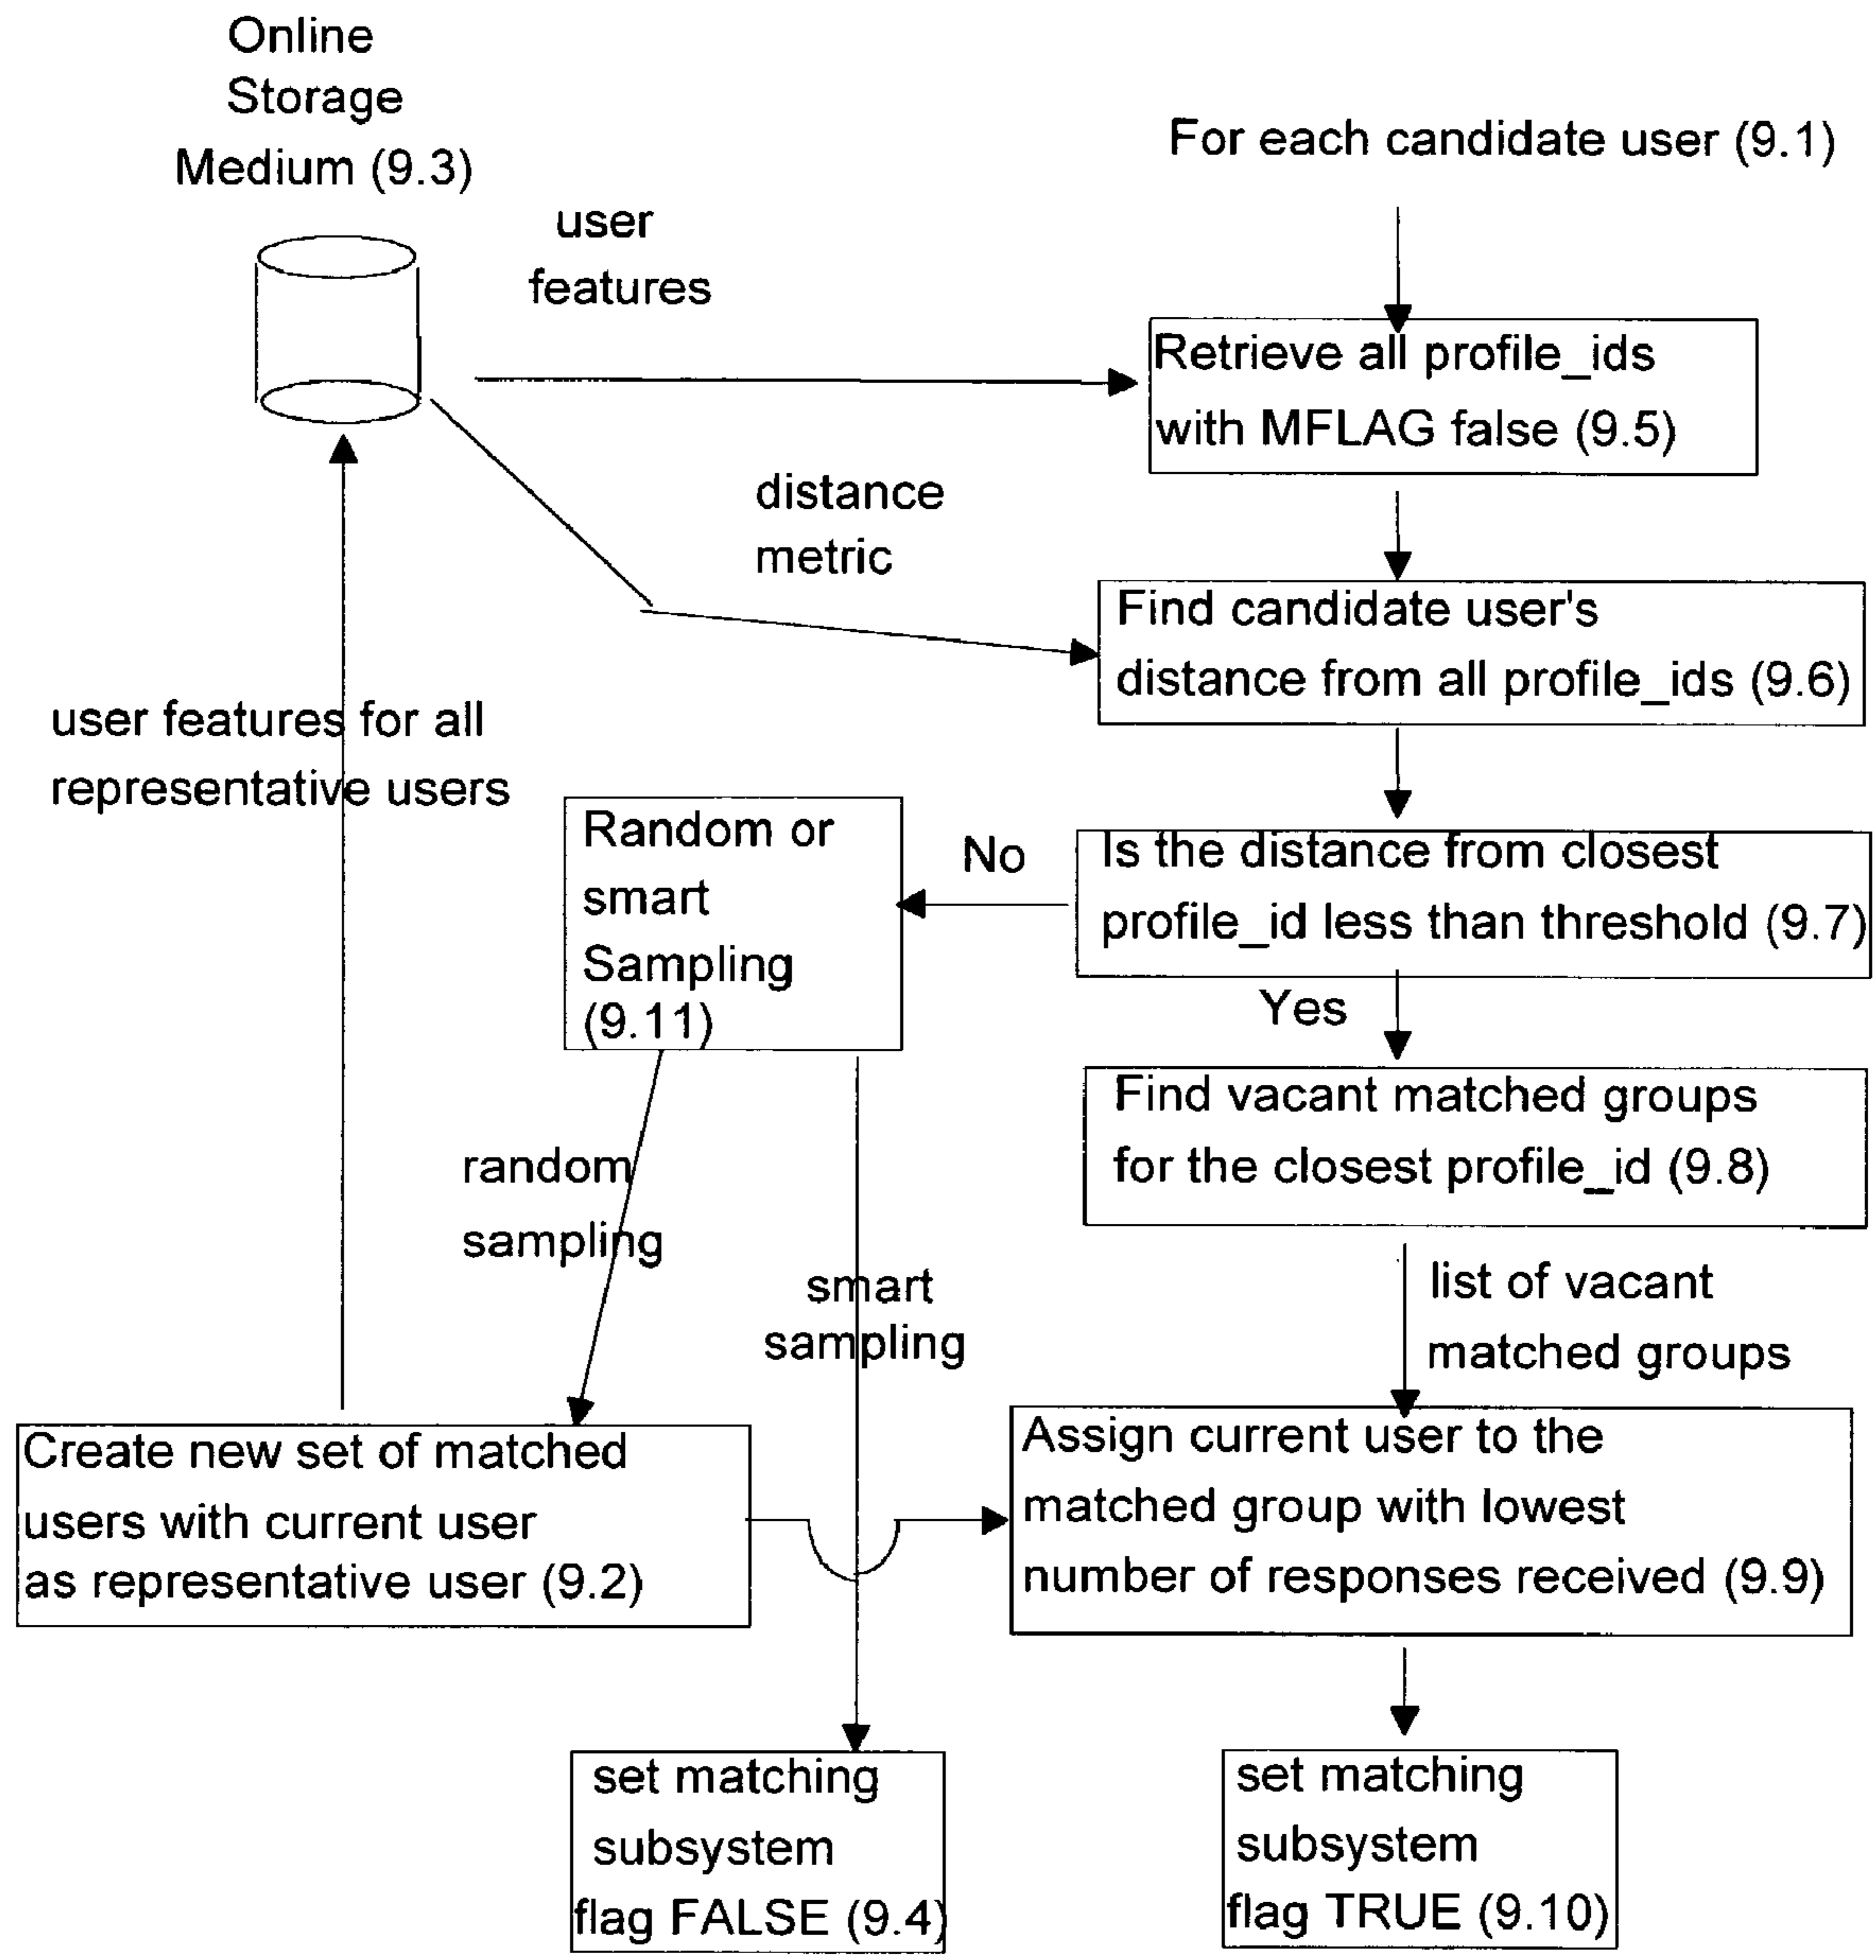 Online
Storage
Medium (9.3)
For each candidate user (9.1)
user
features
Retrieve all profile_ids
with MFLAG false (9.5)
distance
metric
Find candidate user's
distance from all profile_ids (9.6)
user features for all
representative users
Random or
smart
Sampling
(9.11)
No
Is the distance from closest
profile_id less than threshold (9.7)
Yes
Find vacant matched groups
for the closest profile_id (9.8)
random
sampling
smart
sampling
list of vacant
matched groups
Create new set of matched
users with current user
as representative user (9.2)
Assign current user to the
matched group with lowest
number of responses received (9.9)
set matching
subsystem
flag FALSE (9.4)
set matching
subsystem
flag TRUE (9.10)